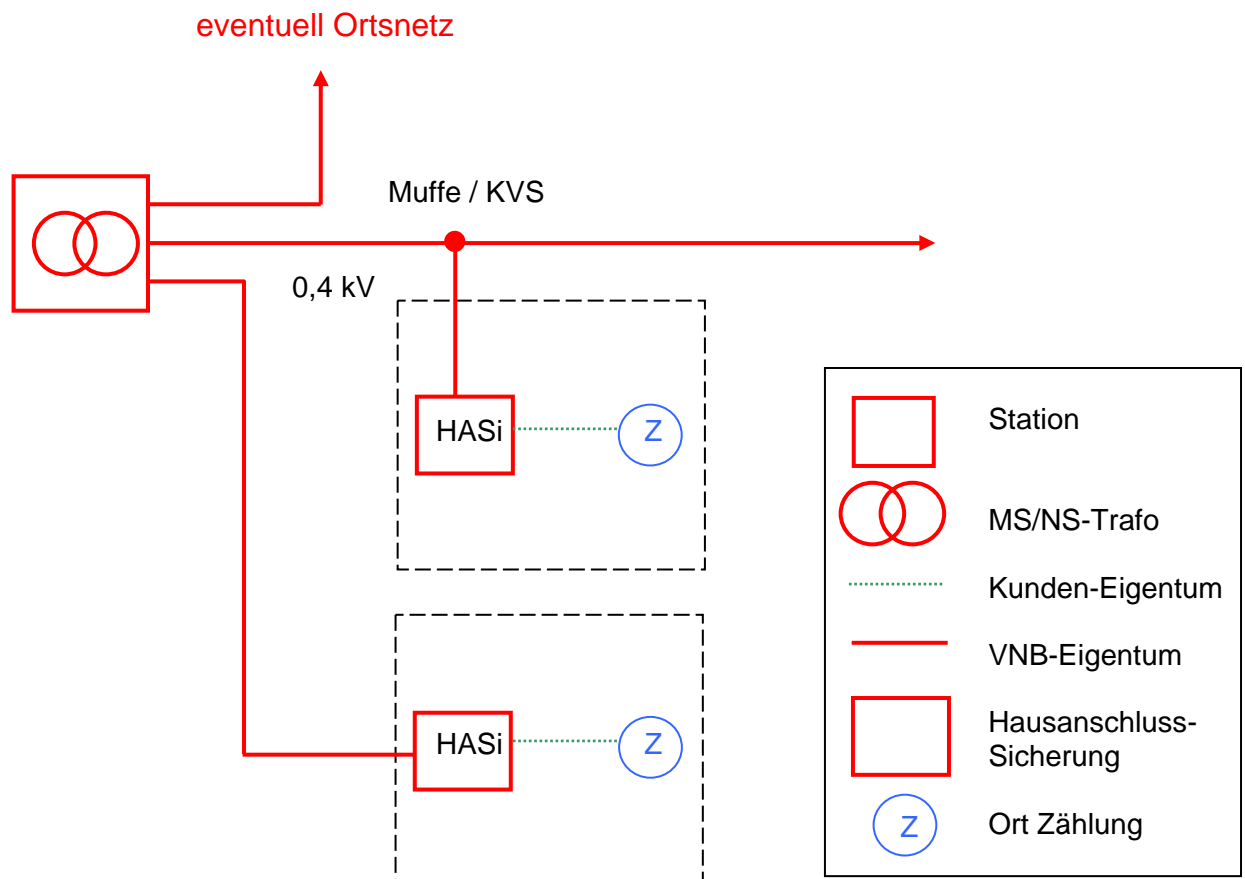 eventuell Ortsnetz
Muffe / KVS
0,4 kV
HASi
Z
HASi
Z
Station
MS/NS-Trafo
Kunden-Eigentum
VNB-Eigentum
Hausanschluss-
Sicherung
Z
Ort Zählung